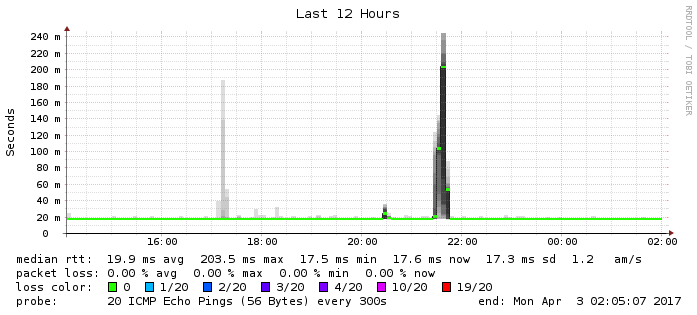 Last 12 Hours
RRDTOOL / TOBI OETIKER
Seconds
240 m
220 m
200 m
180 m
160 m
140 m
120 m
100 m
80 m
60 m
40 m
20 m
0
16:00 18:00 20:00 22:00 00:00 02:00
median rtt: 19.9 ms avg 203.5 ms max 17.5 ms min 17.6 ms now 17.3 ms sd 1.2 am/s
packet loss: 0.00 % avg 0.00 % max 0.00 % min 0.00 % now
loss color: 0 1/20 2/20 3/20 4/20 10/20 19/20
probe: 20 ICMP Echo Pings (56 Bytes) every 300s end: Mon Apr 3 02:05:07 2017